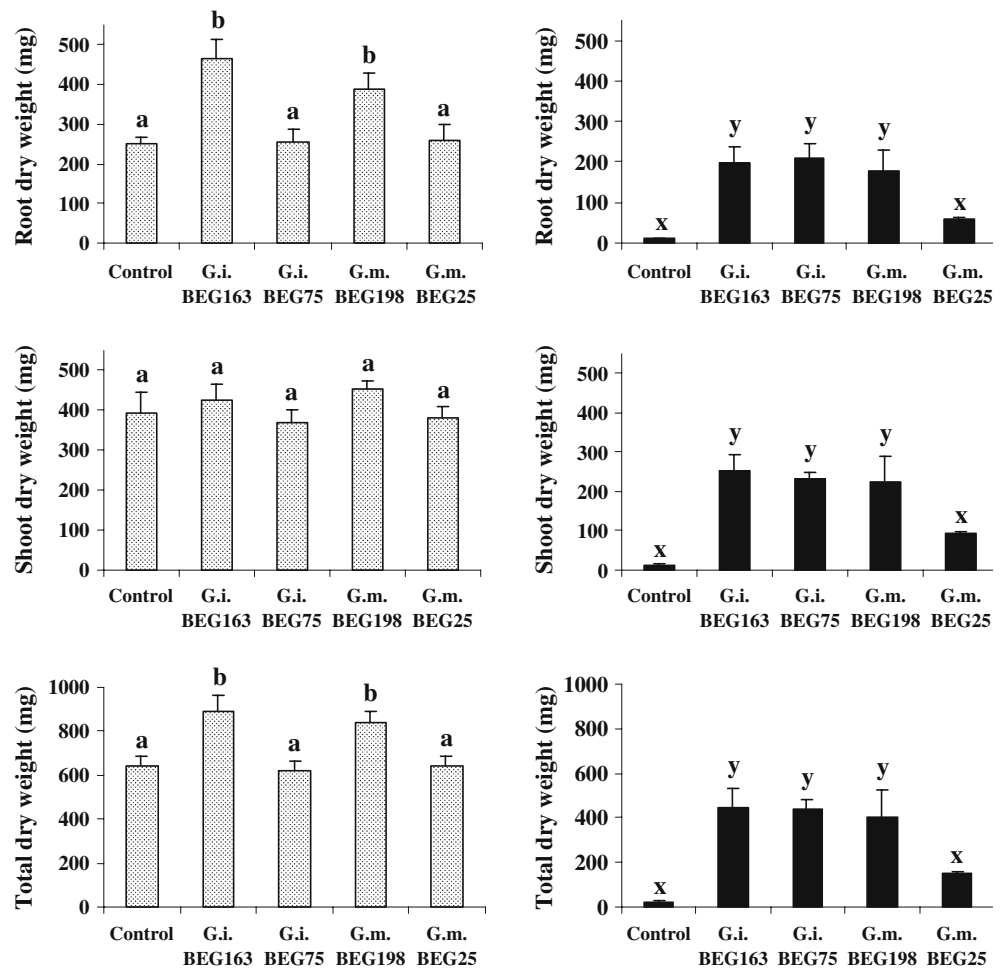 Root dry weight (mg)
500
400
300
200
100
0
a
b
a
b
a
Control G.i. G.i. G.m. G.m.
BEG163 BEG75 BEG198 BEG25
Root dry weight (mg)
500
400
300
200
100
0
x
y
y
y
x
Control G.i. G.i. G.m. G.m.
BEG163 BEG75 BEG198 BEG25
Shoot dry weight (mg)
500
400
300
200
100
0
a
a
a
a
a
Control G.i. G.i. G.m. G.m.
BEG163 BEG75 BEG198 BEG25
Shoot dry weight (mg)
500
400
300
200
100
0
x
y
y
y
x
Control G.i. G.i. G.m. G.m.
BEG163 BEG75 BEG198 BEG25
Total dry weight (mg)
1000
800
600
400
200
0
a
b
a
b
a
Control G.i. G.i. G.m. G.m.
BEG163 BEG75 BEG198 BEG25
Total dry weight (mg)
1000
800
600
400
200
0
x
y
y
y
x
Control G.i. G.i. G.m. G.m.
BEG163 BEG75 BEG198 BEG25